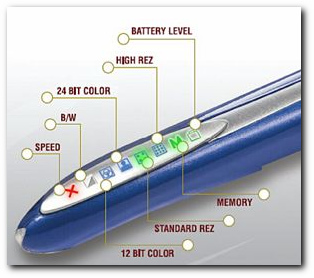 BATTERY LEVEL
HIGH REZ
24 BIT COLOR
B/W
SPEED
MEMORY
STANDARD REZ
12 BIT COLOR